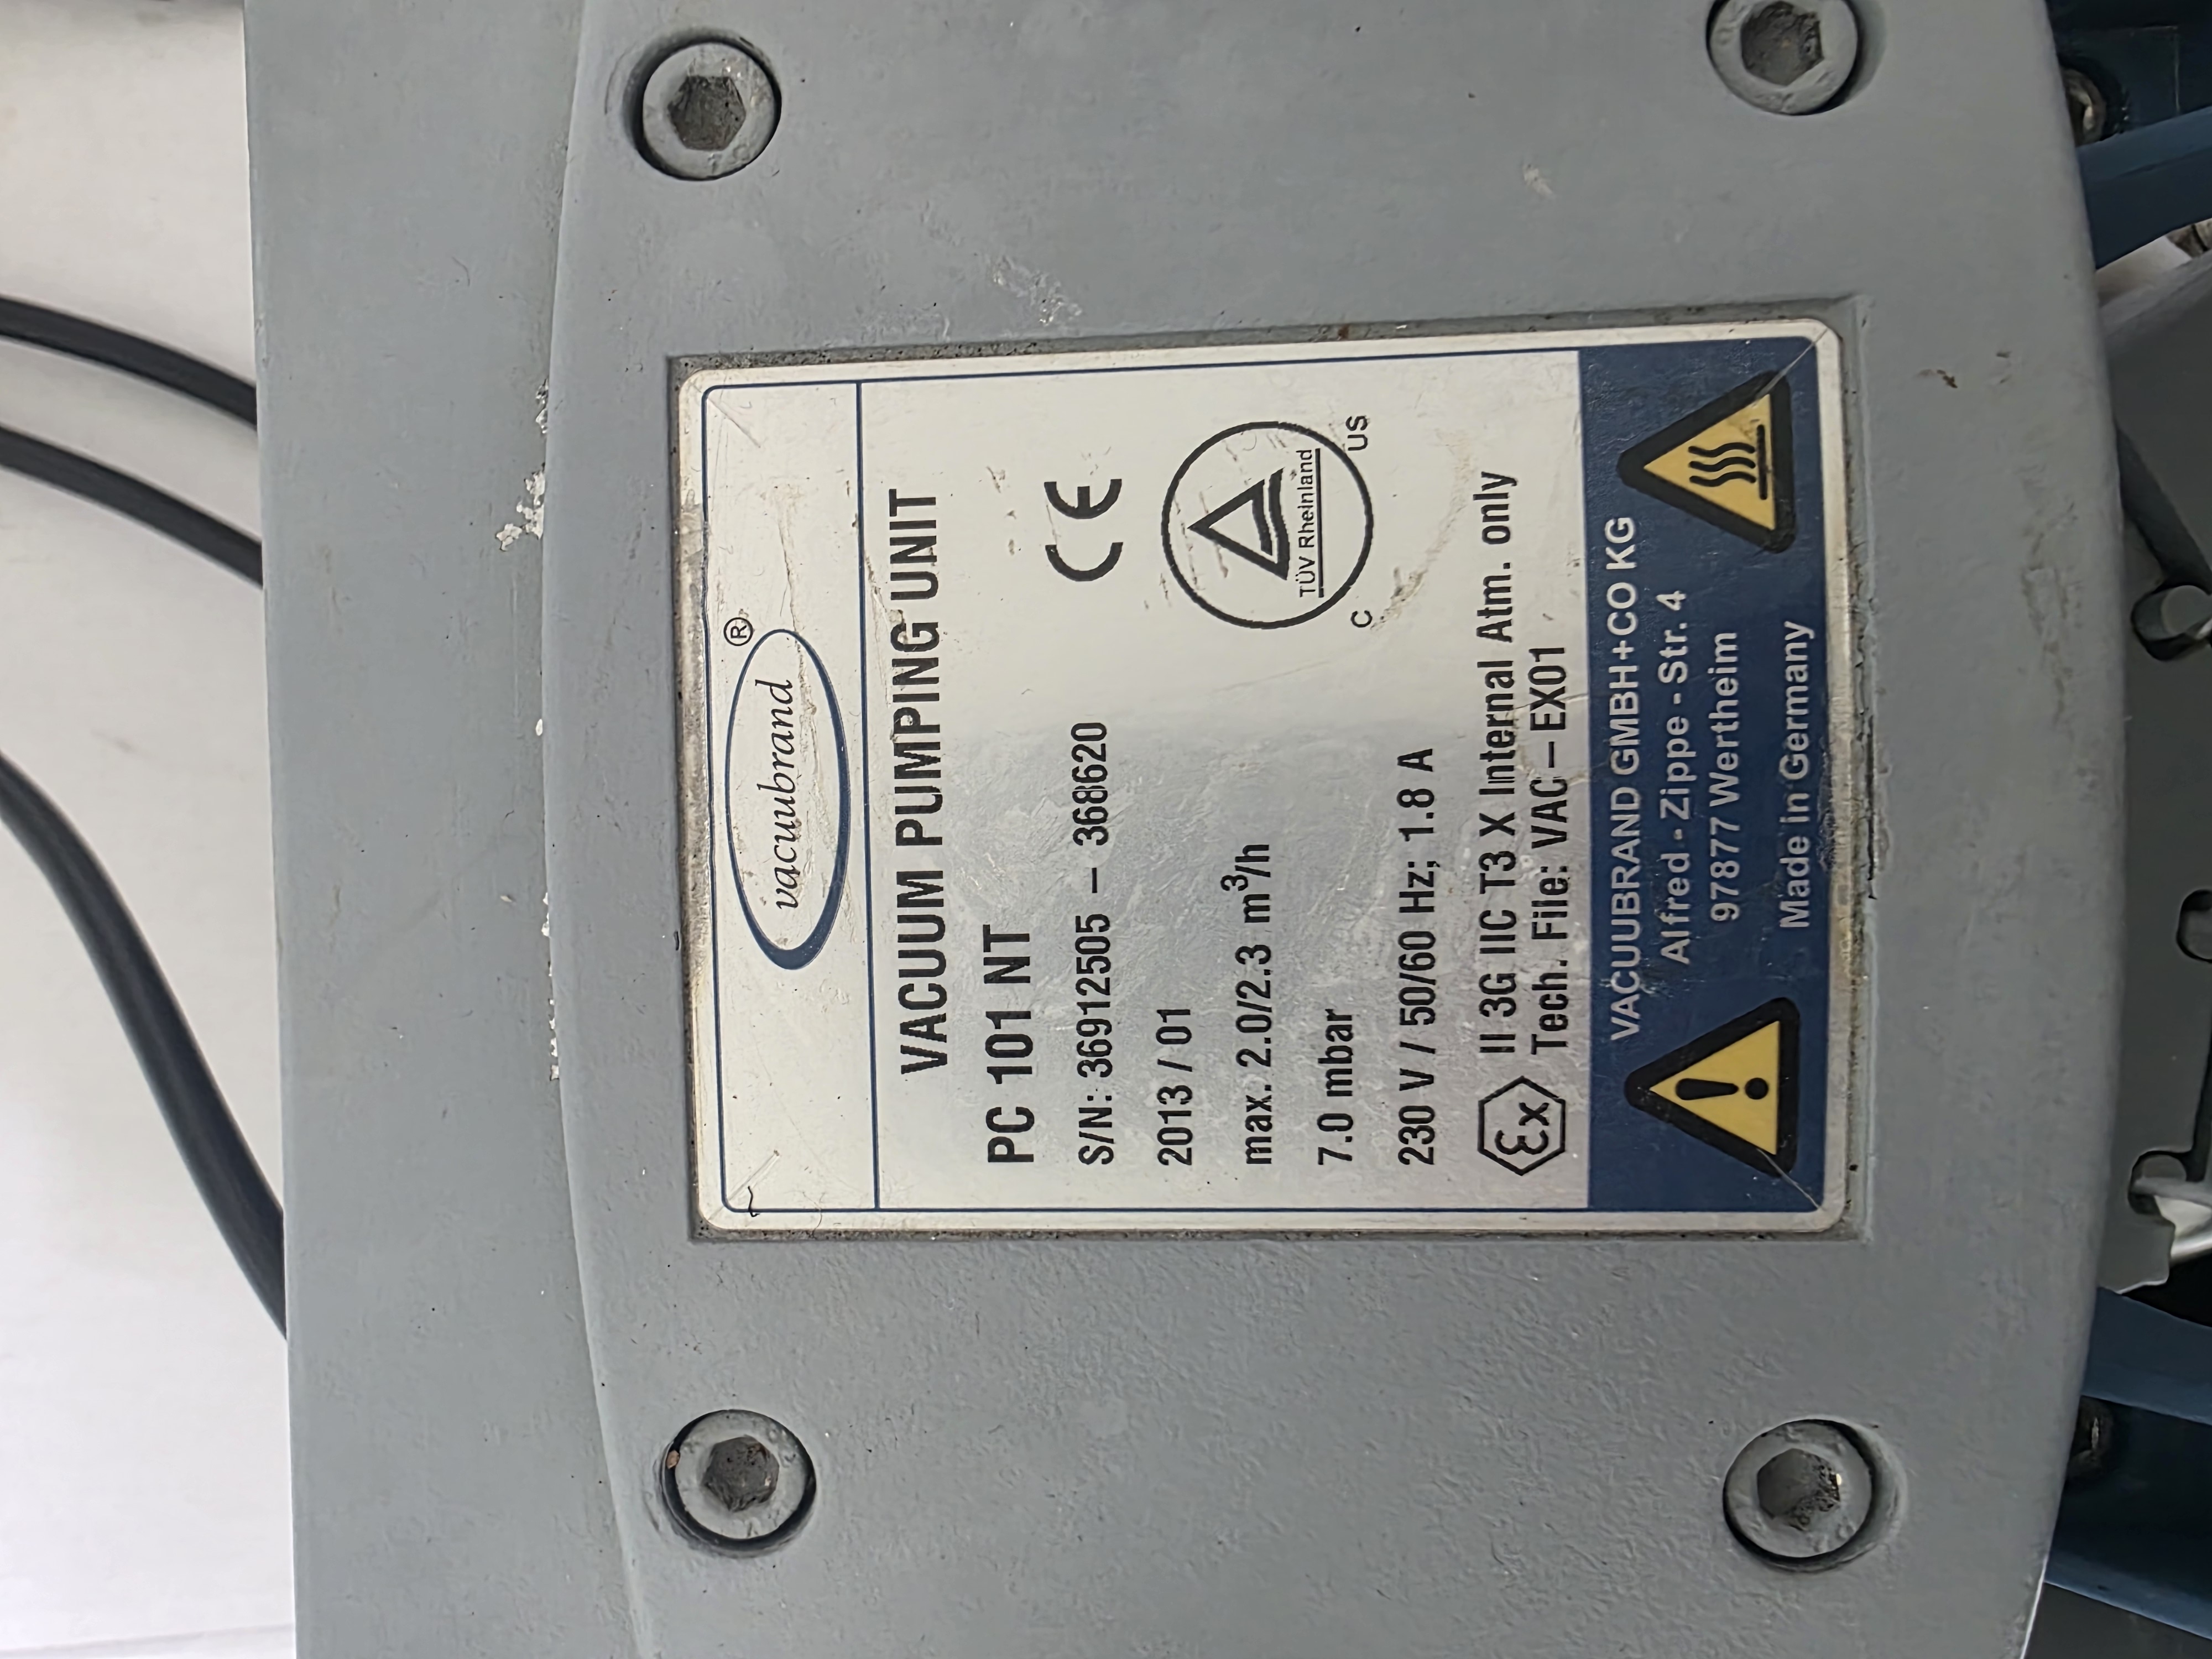 vacuubrand ®
VACUUM PUMPING UNIT
PC 101 NT
S/N: 36912505 – 368620
2013 / 01
max. 2.0/2.3 m³/h
7.0 mbar
230 V / 50/60 Hz; 1.8 A
CE
TÜV Rheinland
C US
Ex II 3G IIC T3 X Internal Atm. only
Tech. File: VAC – EX01
VACUUBRAND GMBH+CO KG
Alfred - Zippe - Str. 4
97877 Wertheim
Made in Germany